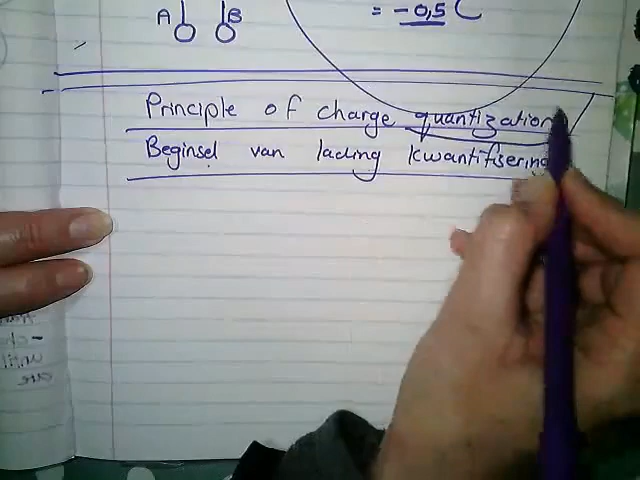 A B
= -0,5 C
Principle of charge quantization
Beginsel van lading kwantifisering